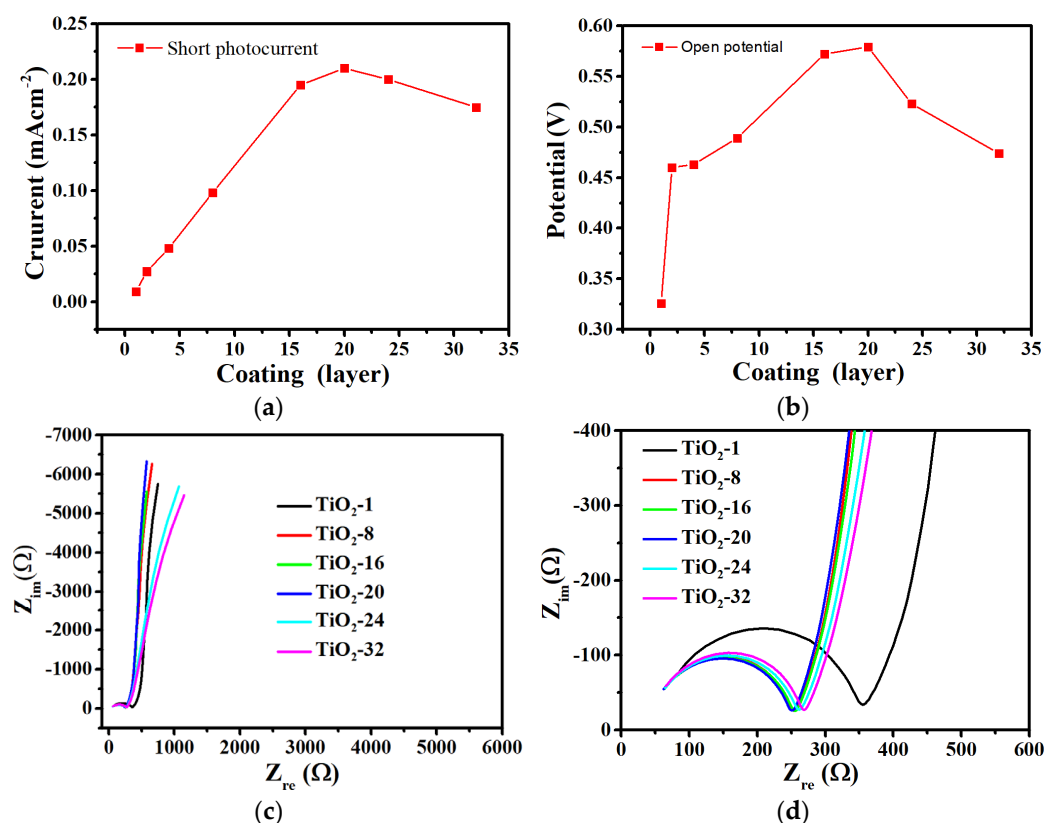 Short photocurrent
Cruurent (mAcm⁻²)
0.25
0.20
0.15
0.10
0.05
0.00
0 5 10 15 20 25 30 35
Coating (layer)
(a)
Open potential
Potential (V)
0.60
0.55
0.50
0.45
0.40
0.35
0.30
0 5 10 15 20 25 30 35
Coating (layer)
(b)
-7000
-6000
-5000
-4000
-3000
-2000
-1000
0
Z_im(Ω)
TiO₂-1
TiO₂-8
TiO₂-16
TiO₂-20
TiO₂-24
TiO₂-32
0 1000 2000 3000 4000 5000 6000
Z_re (Ω)
(c)
-400
-300
-200
-100
0
Z_im(Ω)
TiO₂-1
TiO₂-8
TiO₂-16
TiO₂-20
TiO₂-24
TiO₂-32
0 100 200 300 400 500 600
Z_re (Ω)
(d)